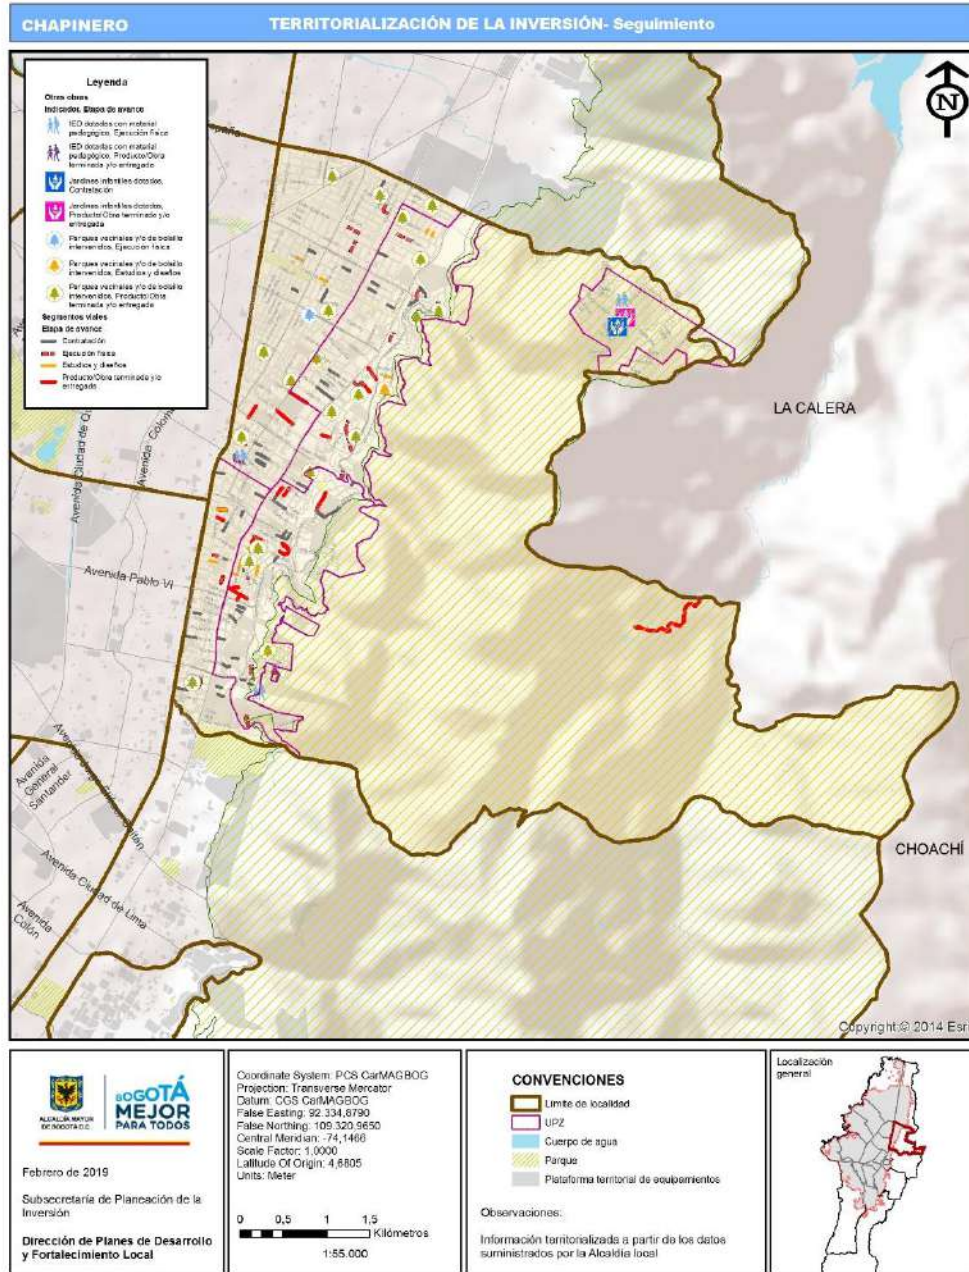 CHAPINERO
TERRITORIALIZACIÓN DE LA INVERSIÓN- Seguimiento
Leyenda
Otras obras
Indicados, Etapa de avance
IED dotadas con material
pedagógico, Ejecución física
IED dotadas con material
pedagógico, Producto/Obra
terminada y/o entregado
Jardines infantiles dotados,
Contratación
Jardines infantiles dotados,
Producto/Obra terminada y/o
entregada
Parques vecinales y/o de bolsillo
intervenidos, Ejecución física
Parques vecinales y/o de bolsillo
intervenidos, Estudios y diseños
Parques vecinales y/o de bolsillo
intervenidos, Producto/Obra
terminada y/o entregado
Segmentos viales
Etapa de avance
Contratación
Ejecución física
Estudios y diseños
Producto/Obra terminada y/o
entregada
N
LA CALERA
Avenida Ciudad de
Avenida
Avenida Pablo VI
Avenida
General
Santander
Avenida Ciudad de Lima
Avenida
Colón
CHOACHÍ
Copyright:© 2014 Esri
ALCALDÍA MAYOR
DE BOGOTÁ D.C.
BOGOTÁ
MEJOR
PARA TODOS
Febrero de 2019
Subsecretaría de Planeación de la
Inversión
Dirección de Planes de Desarrollo
y Fortalecimiento Local
Coordinate System: PCS CarMAGBOG
Projection: Transverse Mercator
Datum: CGS CarMAGBOG
False Easting: 92.334,8790
False Northing: 109.320,9650
Central Meridian: -74,1466
Scale Factor: 1,0000
Latitude Of Origin: 4,6805
Units: Meter
0 0,5 1 1,5
Kilómetros
1:55.000
CONVENCIONES
Limite de localidad
UPZ
Cuerpo de agua
Parque
Plataforma territorial de equipamientos
Observaciones:
Información territorializada a partir de los datos
suministrados por la Alcaldía local
Localización
general